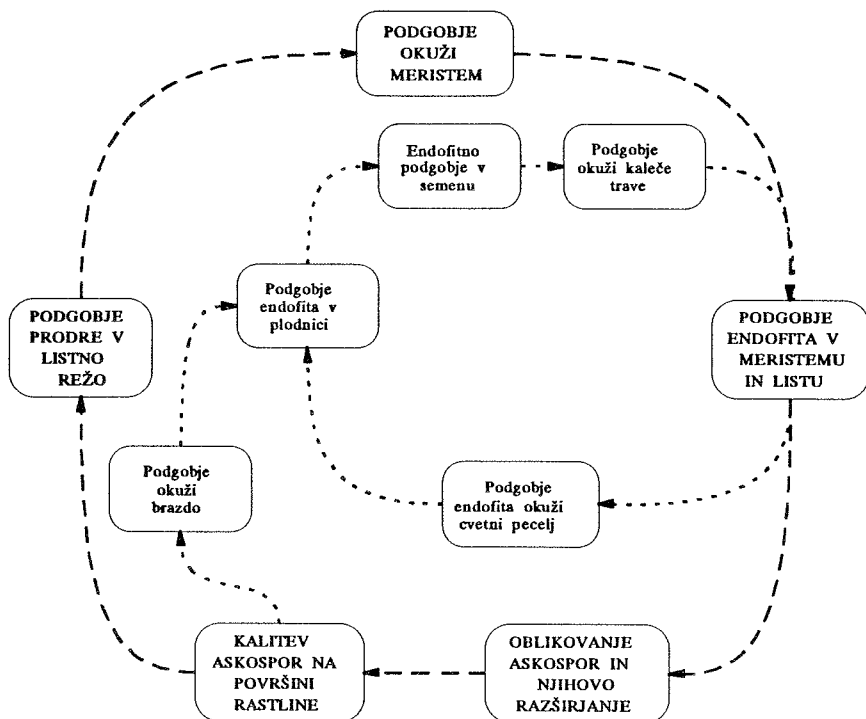 PODGOBJE
OKUŽI
MERISTEM
Endofitno
podgobje v
semenu
Podgobje
okuži kaleče
trave
Podgobje
endofita v
plodnici
PODGOBJE
PRODRE V
LISTNO
REŽO
PODGOBJE
ENDOFITA V
MERISTEMU
IN LISTU
Podgobje
okuži
brazdo
Podgobje
endofita okuži
cvetni pecelj
KALITEV
ASKOSPOR NA
POVRŠINI
RASTLINE
OBLIKOVANJE
ASKOSPOR IN
NJIHOVO
RAZŠIRJANJE